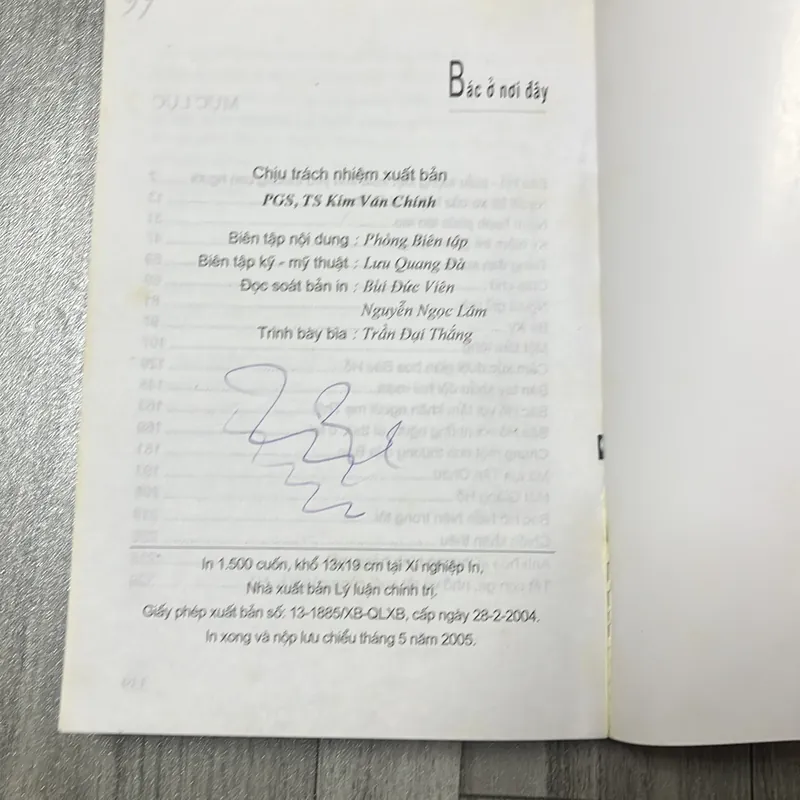 Bác ở nơi đây
Chịu trách nhiệm xuất bản
PGS, TS Kim Văn Chính
Biên tập nội dung : Phòng Biên tập
Biên tập kỹ - mỹ thuật : Lưu Quang Đà
Đọc soát bản in : Bùi Đức Viên
Nguyễn Ngọc Lâm
Trình bày bìa : Trần Đại Thắng
In 1.500 cuốn, khổ 13x19 cm tại Xí nghiệp In,
Nhà xuất bản Lý luận chính trị.
Giấy phép xuất bản số: 13-1885/XB-QLXB, cấp ngày 28-2-2004.
In xong và nộp lưu chiểu tháng 5 năm 2005.